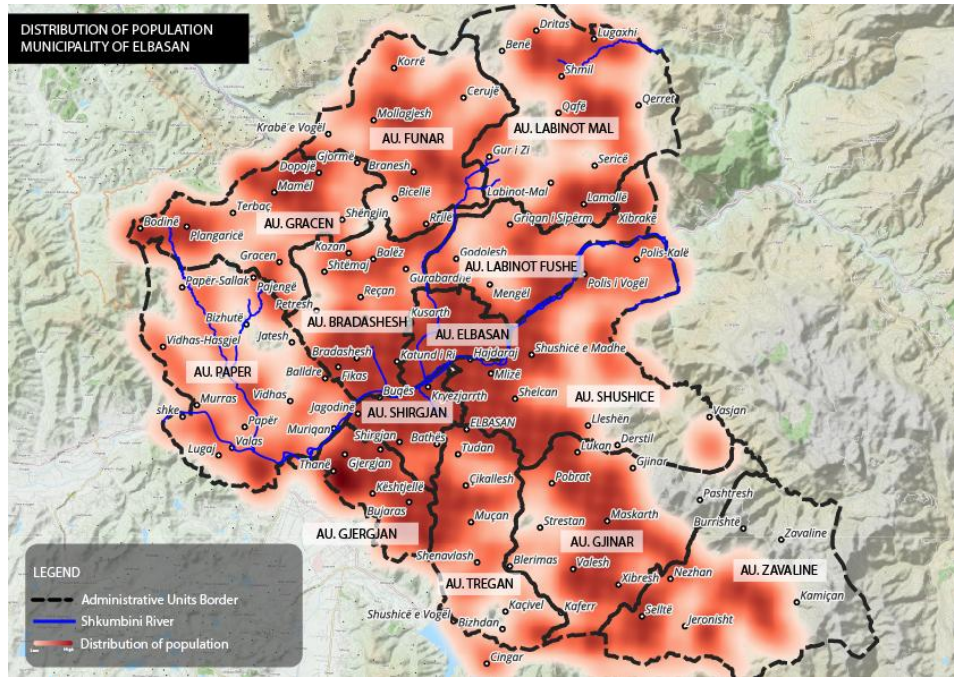 DISTRIBUTION OF POPULATION
MUNICIPALITY OF ELBASAN
Dritas
Lugaxhi
Benë
Korrë
Shmil
Cerujë
Qafë
Qerret
Mollagjesh
Krabë e Vogël
AU. FUNAR
AU. LABINOT MAL
Gjormë
Gur i Zi
Dopojë
Branesh
Sericë
Mamël
Labinot-Mal
Bicellë
Lamollë
Terbaç
Shëngjin
Xibrakë
Bodinë
AU. GRACEN
Rrilë
Griqan i Sipërm
Plangaricë
Kozan
Balëz
Godolesh
Polis-Kalë
Gracen
Shtëmaj
AU. LABINOT FUSHE
Papër-Sallak
Pajengë
Gurabardhë
Polis i Vogël
Reçan
Mengël
Petresh
Kusarth
Bizhutë
AU. BRADASHESH
AU. ELBASAN
Vidhas-Hasgjel
Jatesh
Bradashesh
Katund i Ri
Hajdaraj
Shushicë e Madhe
AU. PAPER
Balldre
Fikas
Mlizë
Murras
Vidhas
Buqës
Kryezjarrth
Shelcan
AU. SHUSHICE
shke
Jagodinë
AU. SHIRGJAN
Vasjan
Papër
Muriqan
ELBASAN
Lleshën
Valas
Shirgjan
Bathës
Lugaj
Tudan
Lukan
Derstil
Thanë
Gjergjan
Gjinar
Kështjellë
Çikallesh
Pobrat
Pashtresh
Bujaras
Muçan
Strestan
Maskarth
Burrishtë
Zavaline
AU. GJERGJAN
AU. GJINAR
Shenavlash
Blerimas
Valesh
AU. ZAVALINE
LEGEND
AU. TREGAN
Xibresh
Nezhan
Administrative Units Border
Kaçivel
Kaferr
Kamiçan
Shushicë e Vogël
Selltë
Shkumbini River
Bizhdan
Jeronisht
Distribution of population
Cingar